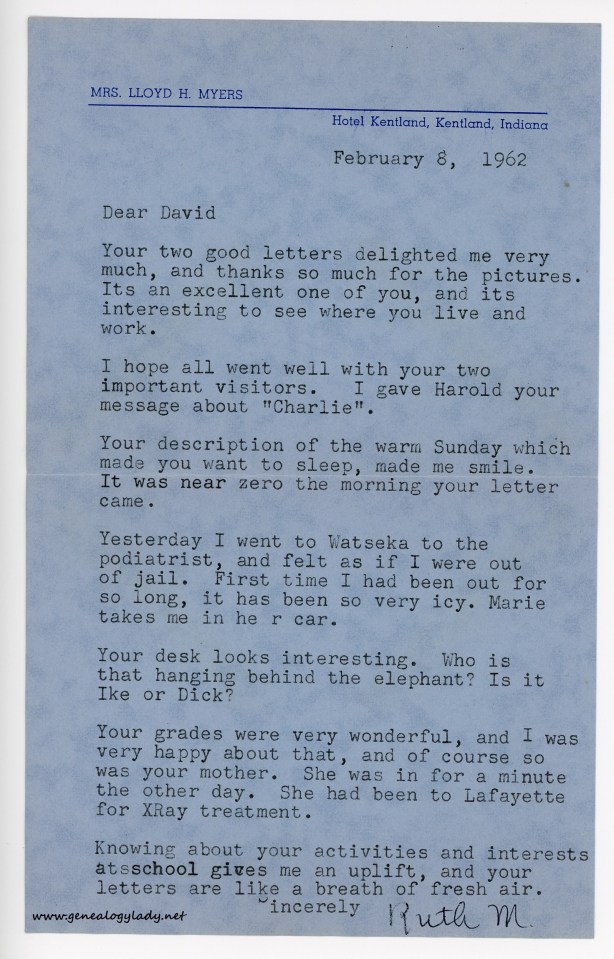 MRS. LLOYD H. MYERS
Hotel Kentland, Kentland, Indiana
February 8, 1962
Dear David
Your two good letters delighted me very
much, and thanks so much for the pictures.
Its an excellent one of you, and its
interesting to see where you live and
work.
I hope all went well with your two
important visitors. I gave Harold your
message about "Charlie".
Your description of the warm Sunday which
made you want to sleep, made me smile.
It was near zero the morning your letter
came.
Yesterday I went to Watseka to the
podiatrist, and felt as if I were out
of jail. First time I had been out for
so long, it has been so very icy. Marie
takes me in he r car.
Your desk looks interesting. Who is
that hanging behind the elephant? Is it
Ike or Dick?
Your grades were very wonderful, and I was
very happy about that, and of course so
was your mother. She was in for a minute
the other day. She had been to Lafayette
for XRay treatment.
Knowing about your activities and interests
atsschool gives me an uplift, and your
letters are like a breath of fresh air.
Sincerely Ruth M.
www.genealogylady.net